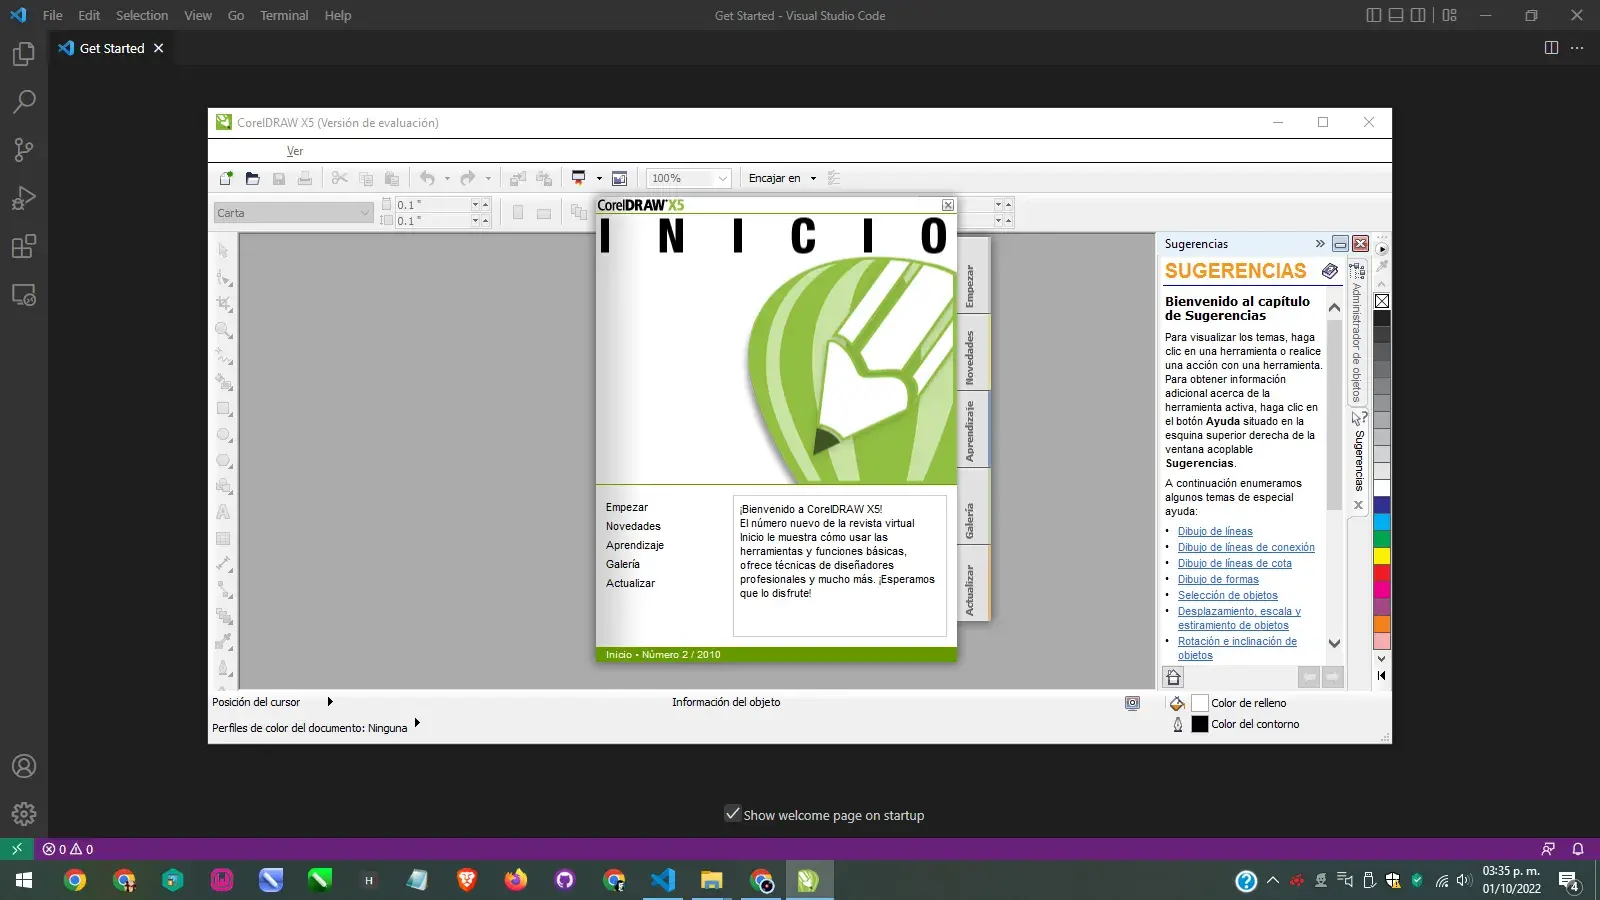 File Edit Selection View Go Terminal Help
Get Started - Visual Studio Code
Get Started
CorelDRAW X5 (Versión de evaluación)
Ver
100%
Encajar en
Carta
0.1 "
0.1 "
CorelDRAW X5
INICIO
Empezar
Novedades
Aprendizaje
Galería
Actualizar
Empezar
Novedades
Aprendizaje
Galería
Actualizar
¡Bienvenido a CorelDRAW X5!
El número nuevo de la revista virtual
Inicio le muestra cómo usar las
herramientas y funciones básicas,
ofrece técnicas de diseñadores
profesionales y mucho más. ¡Esperamos
que lo disfrute!
Inicio • Número 2 / 2010
Sugerencias
SUGERENCIAS
Bienvenido al capítulo
de Sugerencias
Para visualizar los temas, haga
clic en una herramienta o realice
una acción con una herramienta.
Para obtener información
adicional acerca de la
herramienta activa, haga clic en
el botón Ayuda situado en la
esquina superior derecha de la
ventana acoplable
Sugerencias.
A continuación enumeramos
algunos temas de especial
ayuda:
• Dibujo de líneas
• Dibujo de líneas de conexión
• Dibujo de líneas de cota
• Dibujo de formas
• Selección de objetos
• Desplazamiento, escala y
estiramiento de objetos
• Rotación e inclinación de
objetos
Administrador de objetos
Sugerencias
Posición del cursor
Información del objeto
Color de relleno
Perfiles de color del documento: Ninguna
Color del contorno
Show welcome page on startup
0 0
H
03:35 p. m.
01/10/2022
4